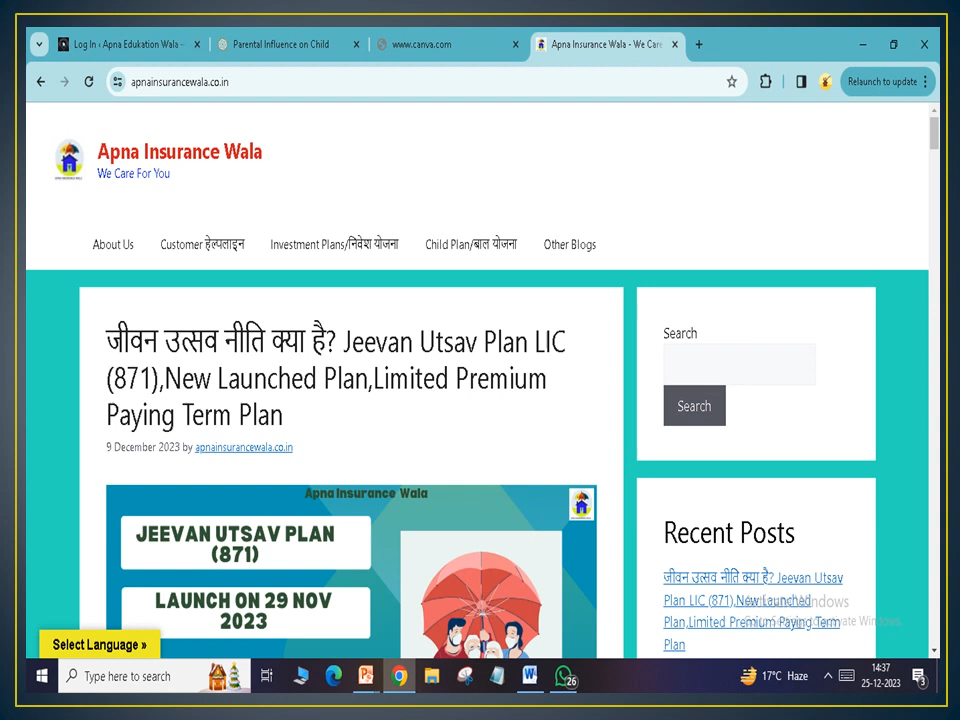 Log In ‹ Apna Edukation Wala –
Parental Influence on Child
www.canva.com
Apna Insurance Wala - We Care
apnainsurancewala.co.in
Relaunch to update
Apna Insurance Wala
We Care For You
About Us
Customer हेल्पलाइन
Investment Plans/निवेश योजना
Child Plan/बाल योजना
Other Blogs
जीवन उत्सव नीति क्या है? Jeevan Utsav Plan LIC
(871),New Launched Plan,Limited Premium
Paying Term Plan
9 December 2023 by apnainsurancewala.co.in
Apna Insurance Wala
JEEVAN UTSAV PLAN
(871)
LAUNCH ON 29 NOV
2023
Search
Search
Recent Posts
जीवन उत्सव नीति क्या है? Jeevan Utsav
Plan LIC (871),New Launched
Plan,Limited Premium Paying Term
Plan
Select Language »
Type here to search
26
17°C Haze
14:37
25-12-2023
3